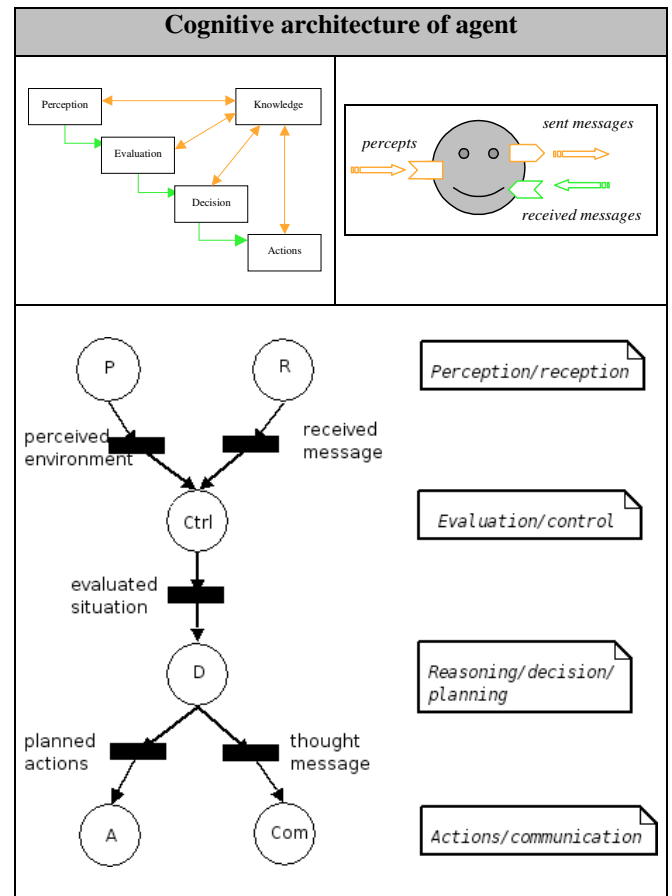 Cognitive architecture of agent
Perception
Knowledge
Evaluation
Decision
Actions
percepts
sent messages
received messages
P
R
Perception/reception
perceived
environment
received
message
Ctrl
Evaluation/control
evaluated
situation
D
Reasoning/decision/
planning
planned
actions
thought
message
A
Com
Actions/communication